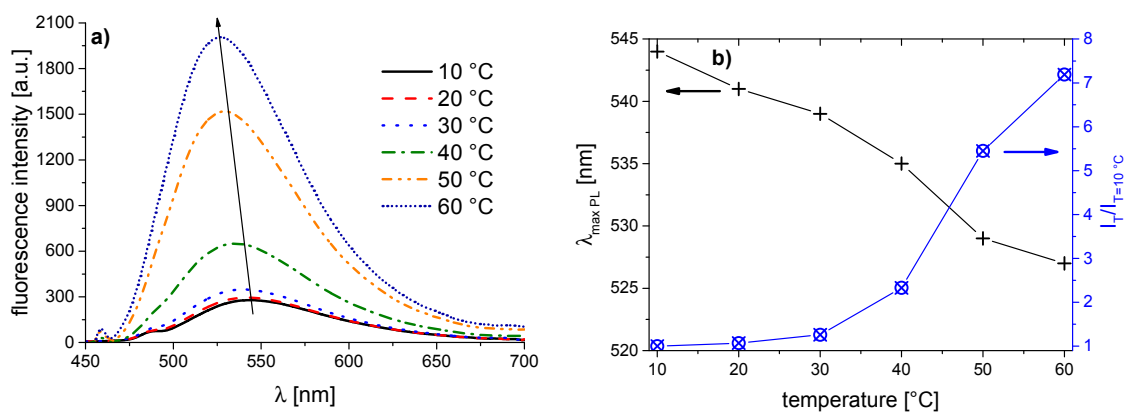 a)
fluorescence intensity [a.u.]
2100
1800
1500
1200
900
600
300
0
450 500 550 600 650 700
λ [nm]
10 °C
20 °C
30 °C
40 °C
50 °C
60 °C
b)
λmax PL [nm]
545
540
535
530
525
520
10 20 30 40 50 60
temperature [°C]
8
7
6
5
4
3
2
1
IT/IT=10 °C